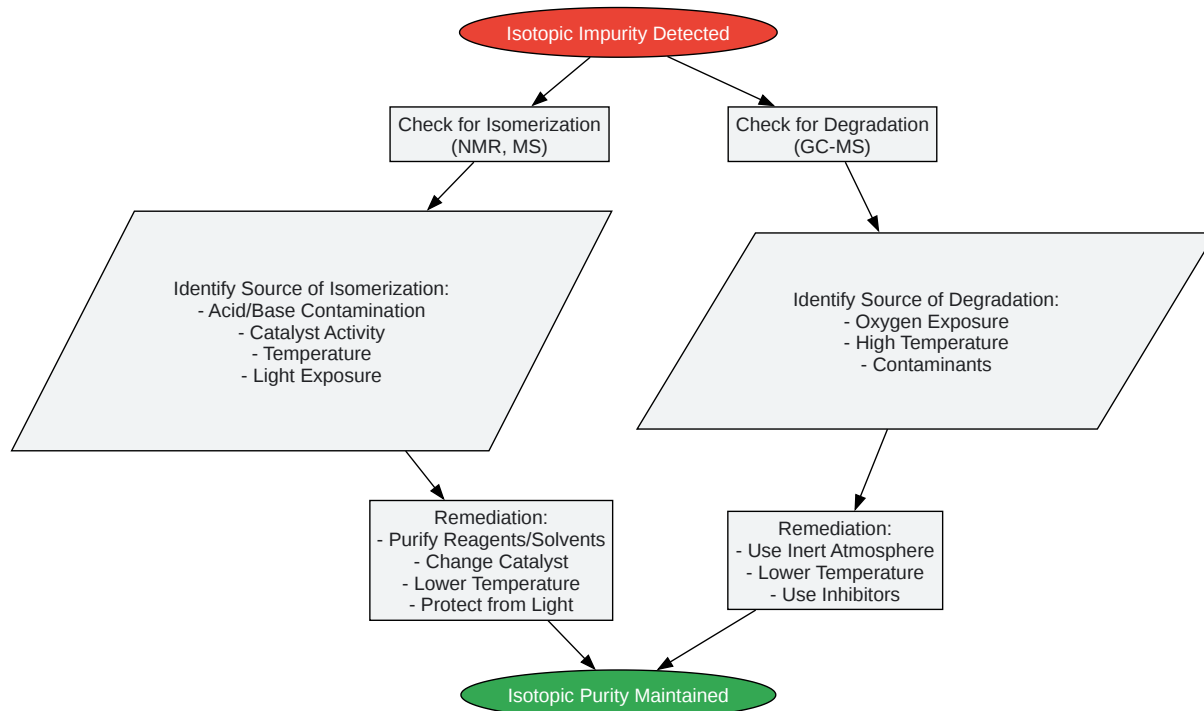 Isotopic Impurity Detected
Check for Isomerization
(NMR, MS)
Check for Degradation
(GC-MS)
Identify Source of Isomerization:
- Acid/Base Contamination
- Catalyst Activity
- Temperature
- Light Exposure
Identify Source of Degradation:
- Oxygen Exposure
- High Temperature
- Contaminants
Remediation:
- Purify Reagents/Solvents
- Change Catalyst
- Lower Temperature
- Protect from Light
Remediation:
- Use Inert Atmosphere
- Lower Temperature
- Use Inhibitors
Isotopic Purity Maintained